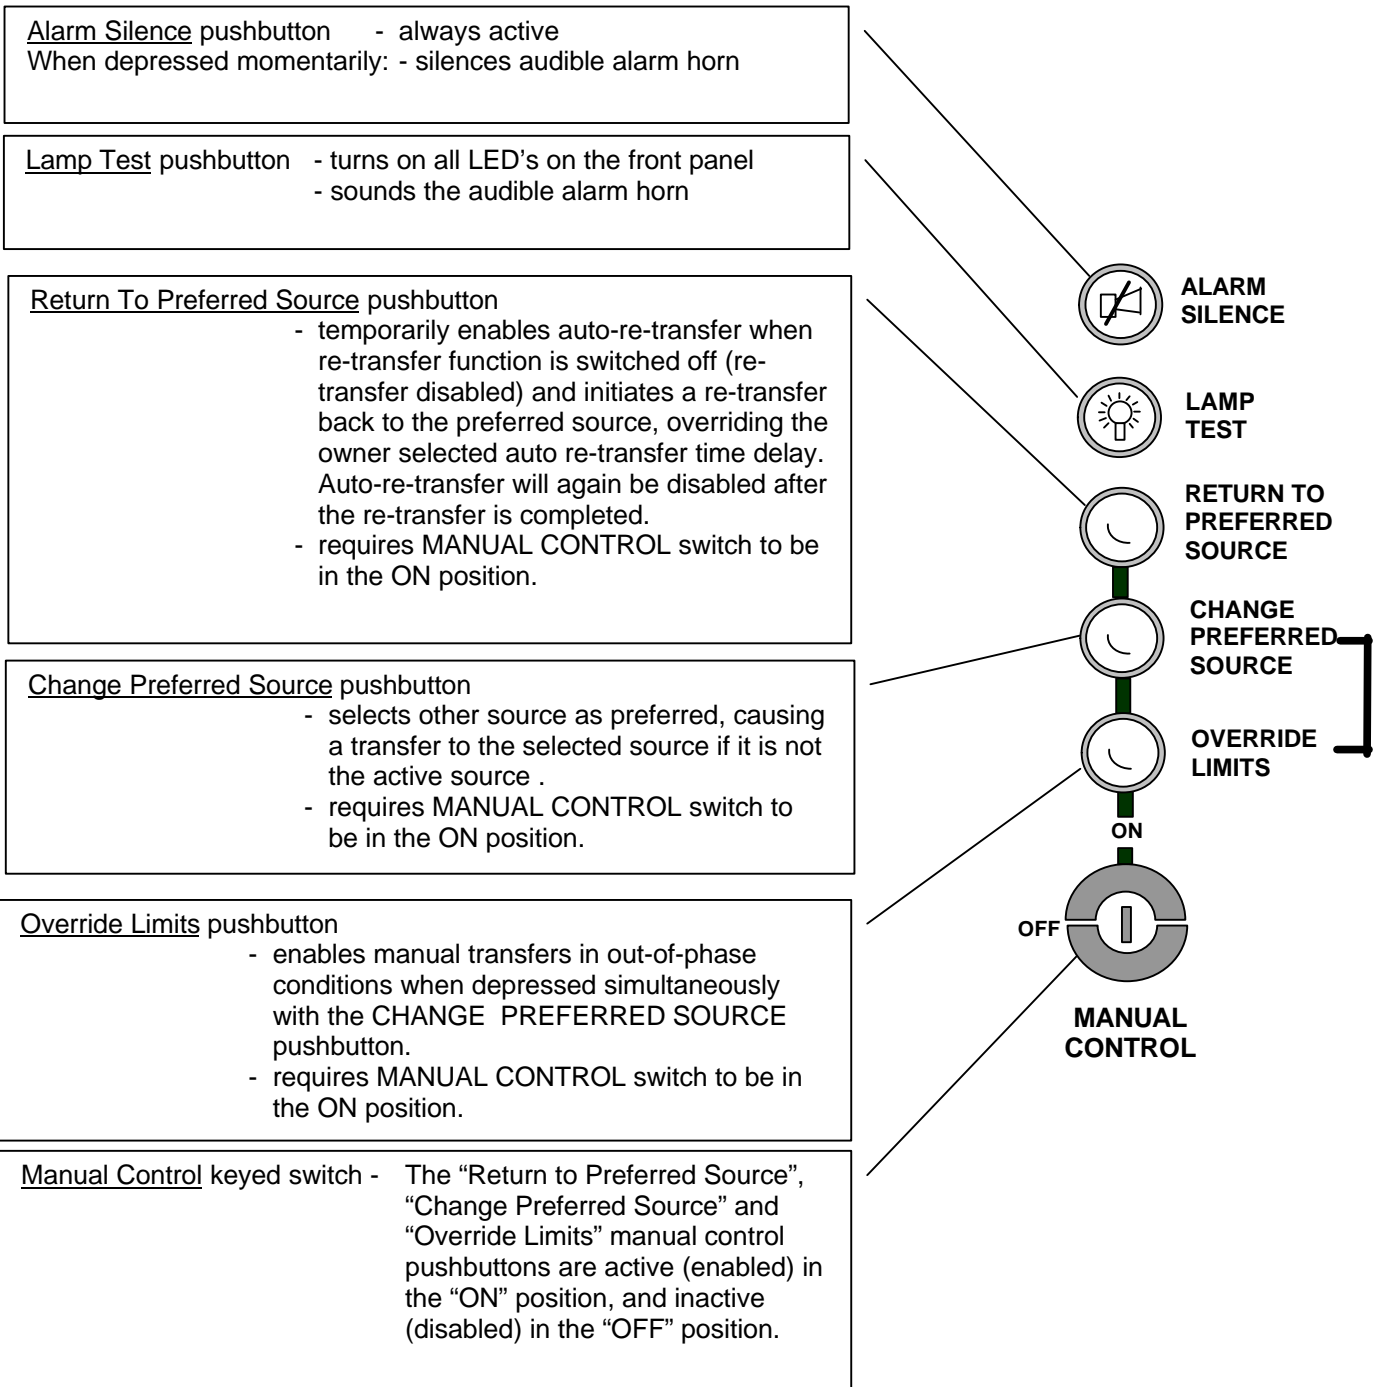 Alarm Silence pushbutton - always active
When depressed momentarily: - silences audible alarm horn
Lamp Test pushbutton - turns on all LED's on the front panel
- sounds the audible alarm horn
Return To Preferred Source pushbutton
- temporarily enables auto-re-transfer when
re-transfer function is switched off (re-
transfer disabled) and initiates a re-transfer
back to the preferred source, overriding the
owner selected auto re-transfer time delay.
Auto-re-transfer will again be disabled after
the re-transfer is completed.
- requires MANUAL CONTROL switch to be
in the ON position.
Change Preferred Source pushbutton
- selects other source as preferred, causing
a transfer to the selected source if it is not
the active source .
- requires MANUAL CONTROL switch to
be in the ON position.
Override Limits pushbutton
- enables manual transfers in out-of-phase
conditions when depressed simultaneously
with the CHANGE PREFERRED SOURCE
pushbutton.
- requires MANUAL CONTROL switch to be in
the ON position.
Manual Control keyed switch - The “Return to Preferred Source”,
“Change Preferred Source” and
“Override Limits” manual control
pushbuttons are active (enabled) in
the “ON” position, and inactive
(disabled) in the “OFF” position.
ALARM
SILENCE
LAMP
TEST
RETURN TO
PREFERRED
SOURCE
CHANGE
PREFERRED
SOURCE
OVERRIDE
LIMITS
ON
OFF
MANUAL
CONTROL